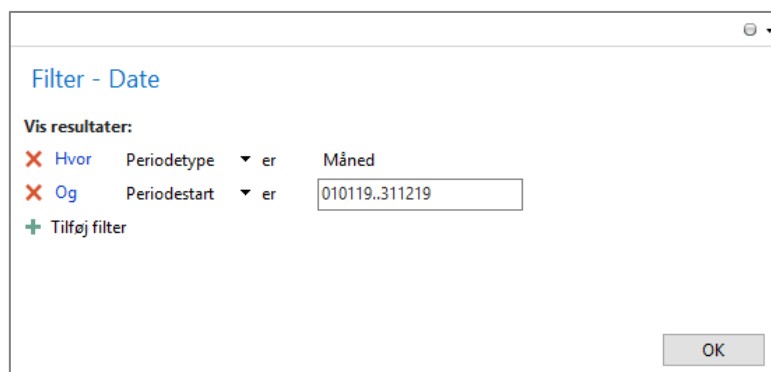 Filter - Date
Vis resultater:
Hvor Periodetype er Måned
Og Periodestart er 010119..311219
Tilføj filter
OK